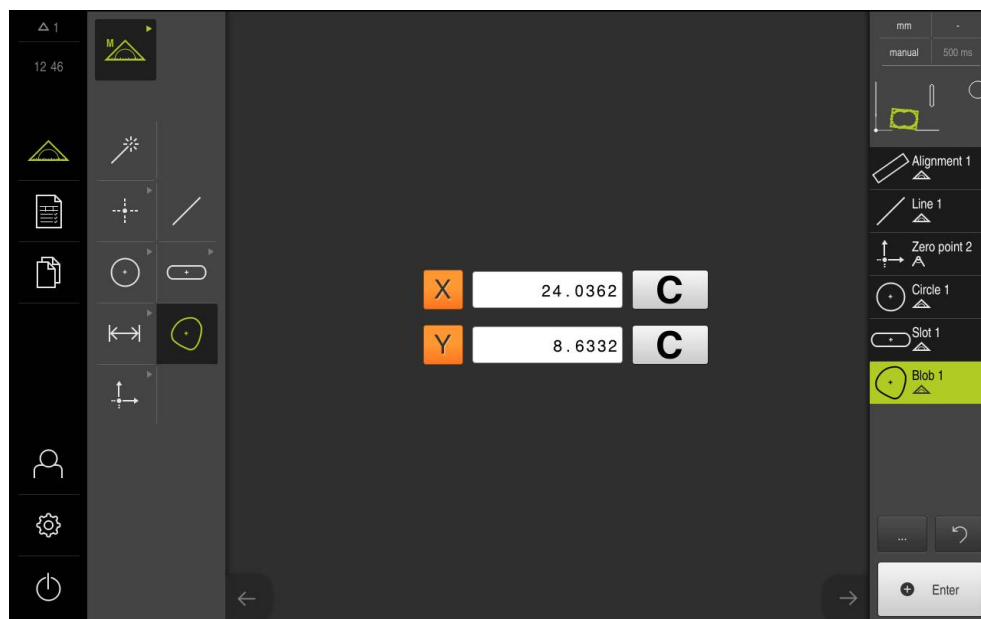 1
12 46
M
X 24.0362 C
Y 8.6332 C
mm -
manual 500 ms
Alignment 1
Line 1
Zero point 2
Circle 1
Slot 1
Blob 1
...
Enter